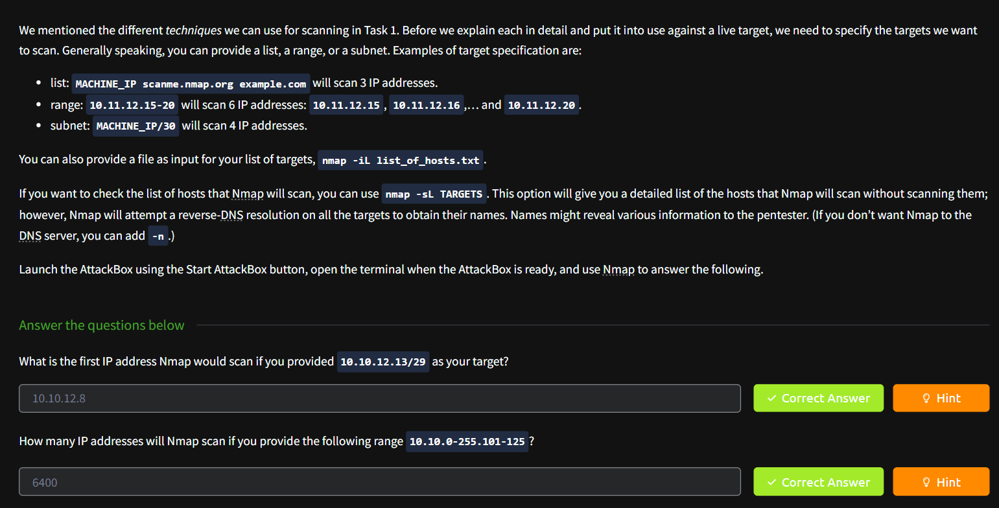 We mentioned the different techniques we can use for scanning in Task 1. Before we explain each in detail and put it into use against a live target, we need to specify the targets we want
to scan. Generally speaking, you can provide a list, a range, or a subnet. Examples of target specification are:
• list: MACHINE_IP scanme.nmap.org example.com will scan 3 IP addresses.
• range: 10.11.12.15-20 will scan 6 IP addresses: 10.11.12.15, 10.11.12.16,… and 10.11.12.20.
• subnet: MACHINE_IP/30 will scan 4 IP addresses.
You can also provide a file as input for your list of targets, nmap -iL list_of_hosts.txt.
If you want to check the list of hosts that Nmap will scan, you can use nmap -sL TARGETS. This option will give you a detailed list of the hosts that Nmap will scan without scanning them;
however, Nmap will attempt a reverse-DNS resolution on all the targets to obtain their names. Names might reveal various information to the pentester. (If you don’t want Nmap to the
DNS server, you can add -n.)
Launch the AttackBox using the Start AttackBox button, open the terminal when the AttackBox is ready, and use Nmap to answer the following.
Answer the questions below
What is the first IP address Nmap would scan if you provided 10.10.12.13/29 as your target?
10.10.12.8 ✓ Correct Answer Hint
How many IP addresses will Nmap scan if you provide the following range 10.10.0-255.101-125?
6400 ✓ Correct Answer Hint